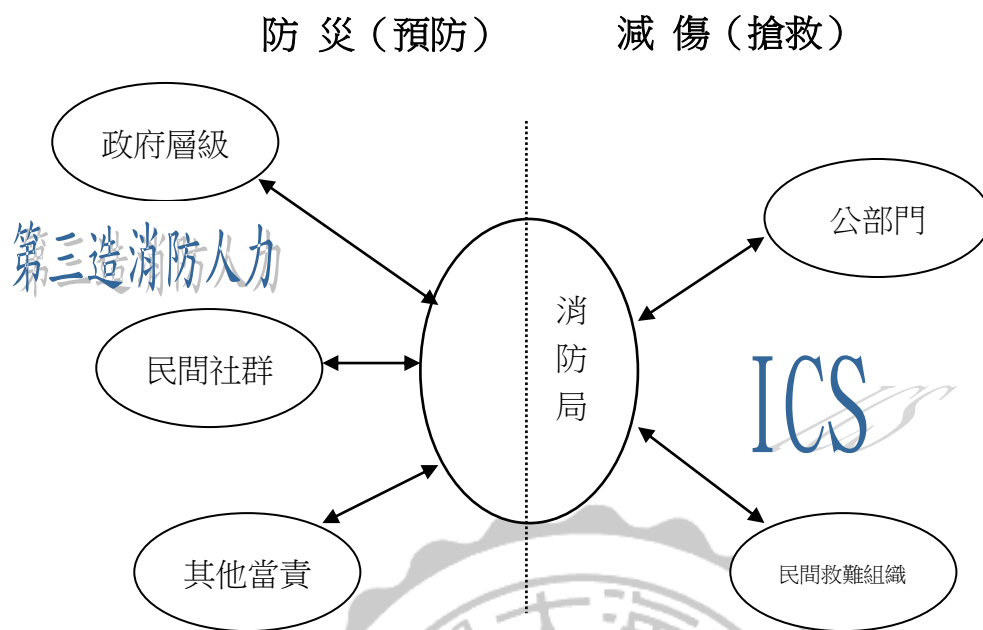 防 災（預防）
減 傷（搶救）
政府層級
第三造消防人力
民間社群
其他當責
消防局
公部門
ICS
民間救難組織